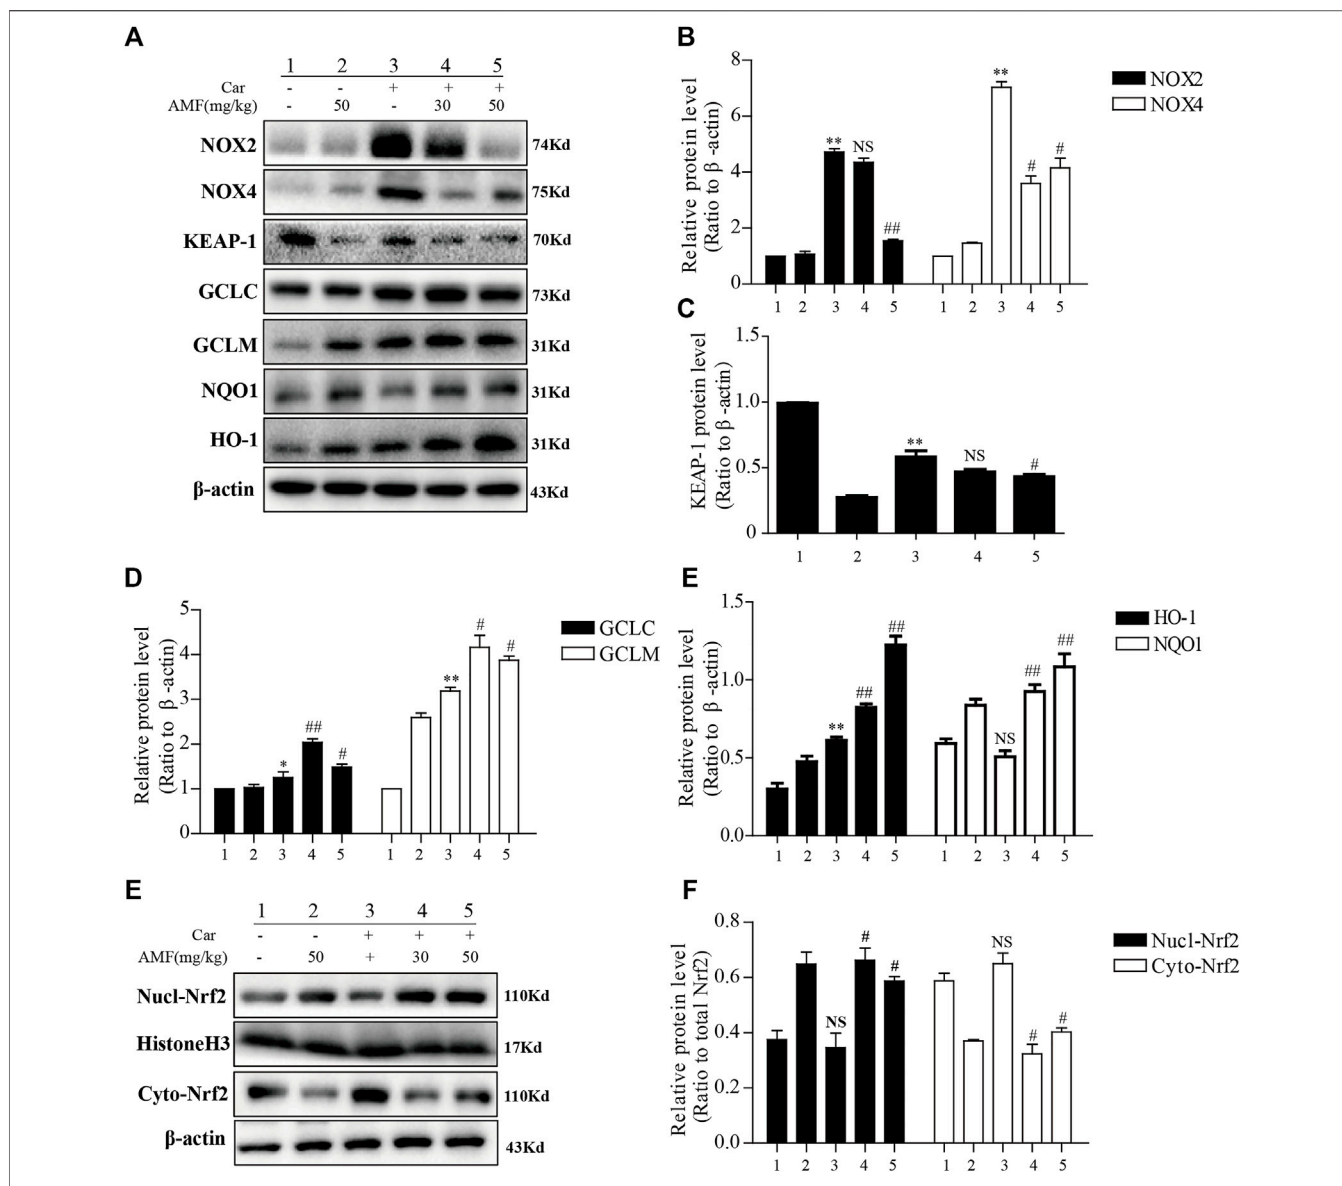 A
1 2 3 4 5
Car - - + + +
AMF(mg/kg) - 50 - 30 50
NOX2 74Kd
NOX4 75Kd
KEAP-1 70Kd
GCLC 73Kd
GCLM 31Kd
NQO1 31Kd
HO-1 31Kd
β-actin 43Kd
B
Relative protein level
(Ratio to β -actin)
8
6
4
2
0
** NS ## ** # #
1 2 3 4 5 1 2 3 4 5
NOX2
NOX4
C
KEAP-1 protein level
(Ratio to β -actin)
1.5
1.0
0.5
0
** NS #
1 2 3 4 5
D
Relative protein level
(Ratio to β -actin)
5
4
3
2
1
0
* ## # ** # #
1 2 3 4 5 1 2 3 4 5
GCLC
GCLM
E
Relative protein level
(Ratio to β -actin)
1.5
1.0
0.5
0.0
** ## ## NS ## ##
1 2 3 4 5 1 2 3 4 5
HO-1
NQO1
E
1 2 3 4 5
Car - - + + +
AMF(mg/kg) - 50 + 30 50
Nucl-Nrf2 110Kd
HistoneH3 17Kd
Cyto-Nrf2 110Kd
β-actin 43Kd
F
Relative protein level
(Ratio to total Nrf2)
0.8
0.6
0.4
0.2
0.0
NS # # NS # #
1 2 3 4 5 1 2 3 4 5
Nucl-Nrf2
Cyto-Nrf2